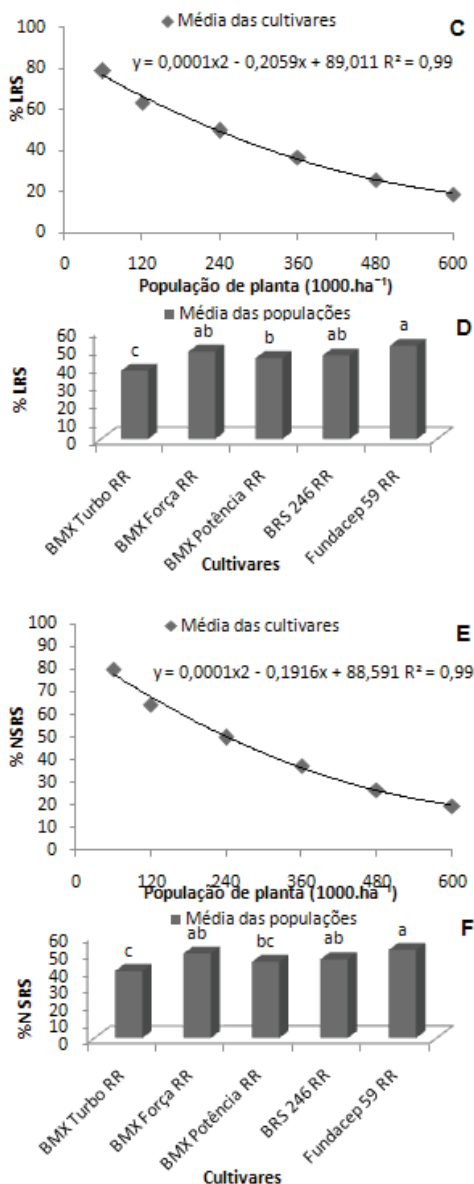 C
Média das cultivares
y = 0,0001x2 - 0,2059x + 89,011 R² = 0,99
% LRS
100
80
60
40
20
0
0 120 240 360 480 600
População de planta (1000.ha⁻¹)
D
Média das populações
% LRS
60
50
40
30
20
10
0
c ab b ab a
BMX Turbo RR
BMX Força RR
BMX Potência RR
BRS 246 RR
Fundacep 59 RR
Cultivares
E
Média das cultivares
y = 0,0001x2 - 0,1916x + 88,591 R² = 0,99
% NSRS
100
90
80
70
60
50
40
30
20
10
0
0 120 240 360 480 600
População de planta (1000.ha⁻¹)
F
Média das populações
%NSRS
60
50
40
30
20
10
0
c ab bc ab a
BMX Turbo RR
BMX Força RR
BMX Potência RR
BRS 246 RR
Fundacep 59 RR
Cultivares